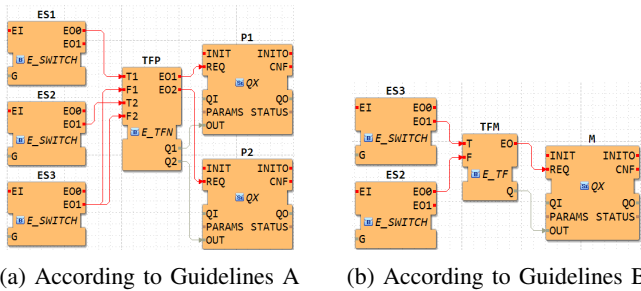 ES1
EI EO0
EO1
E_SWITCH
G
ES2
EI EO0
EO1
E_SWITCH
G
ES3
EI EO0
EO1
E_SWITCH
G
TFP
T1 EO1
F1 EO2
T2
F2
E_TFN
Q1
Q2
P1
INIT INITO
REQ CNF
QX
QI QO
PARAMS STATUS
OUT
P2
INIT INITO
REQ CNF
QX
QI QO
PARAMS STATUS
OUT
(a) According to Guidelines A
ES3
EI EO0
EO1
E_SWITCH
G
ES2
EI EO0
EO1
E_SWITCH
G
TFM
T EO
F
E_TF
Q
M
INIT INITO
REQ CNF
QX
QI QO
PARAMS STATUS
OUT
(b) According to Guidelines B